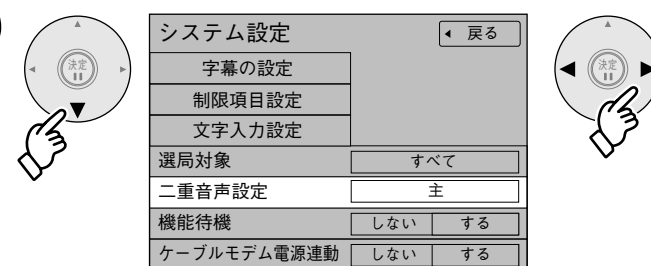 決定
システム設定
戻る
字幕の設定
制限項目設定
文字入力設定
選局対象 すべて
二重音声設定 主
機能待機 しない する
ケーブルモデム電源連動 しない する
決定